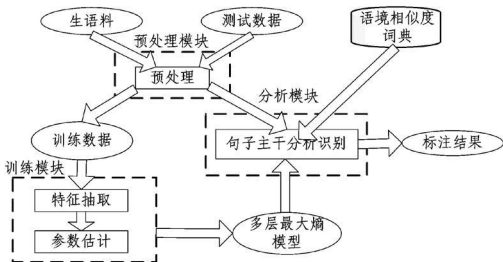 生语料
测试数据
语境相似度
词典
预处理模块
预处理
分析模块
训练数据
句子主干分析识别
标注结果
训练模块
特征抽取
参数估计
多层最大熵
模型